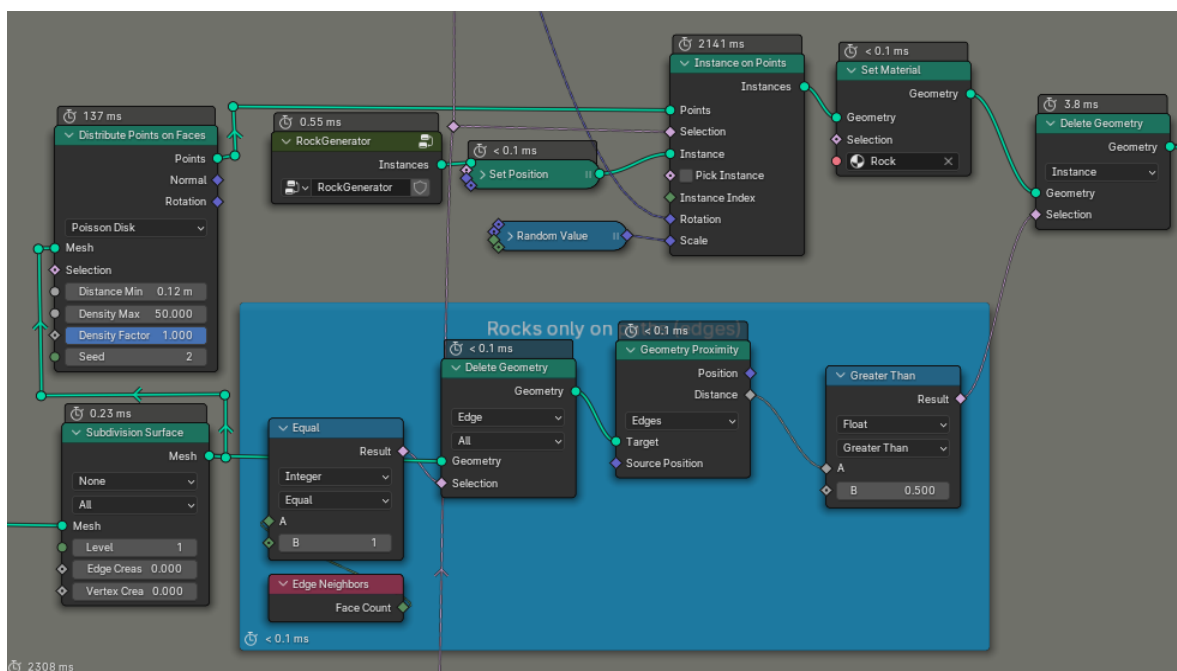 137 ms
Distribute Points on Faces
Points
Normal
Rotation
Poisson Disk
Mesh
Selection
Distance Min 0.12 m
Density Max 50.000
Density Factor 1.000
Seed 2
0.55 ms
RockGenerator
Instances
RockGenerator
< 0.1 ms
Set Position
Random Value
2141 ms
Instance on Points
Instances
Points
Selection
Instance
Pick Instance
Instance Index
Rotation
Scale
< 0.1 ms
Set Material
Geometry
Geometry
Selection
Rock
3.8 ms
Delete Geometry
Geometry
Instance
Geometry
Selection
0.23 ms
Subdivision Surface
Mesh
None
All
Mesh
Level 1
Edge Creas 0.000
Vertex Crea 0.000
Rocks only on (edges)
Equal
Result
Integer
Equal
A
B 1
Edge Neighbors
Face Count
< 0.1 ms
Delete Geometry
Geometry
Edge
All
Geometry
Selection
< 0.1 ms
Geometry Proximity
Position
Distance
Edges
Target
Source Position
Greater Than
Result
Float
Greater Than
A
B 0.500
< 0.1 ms
2308 ms